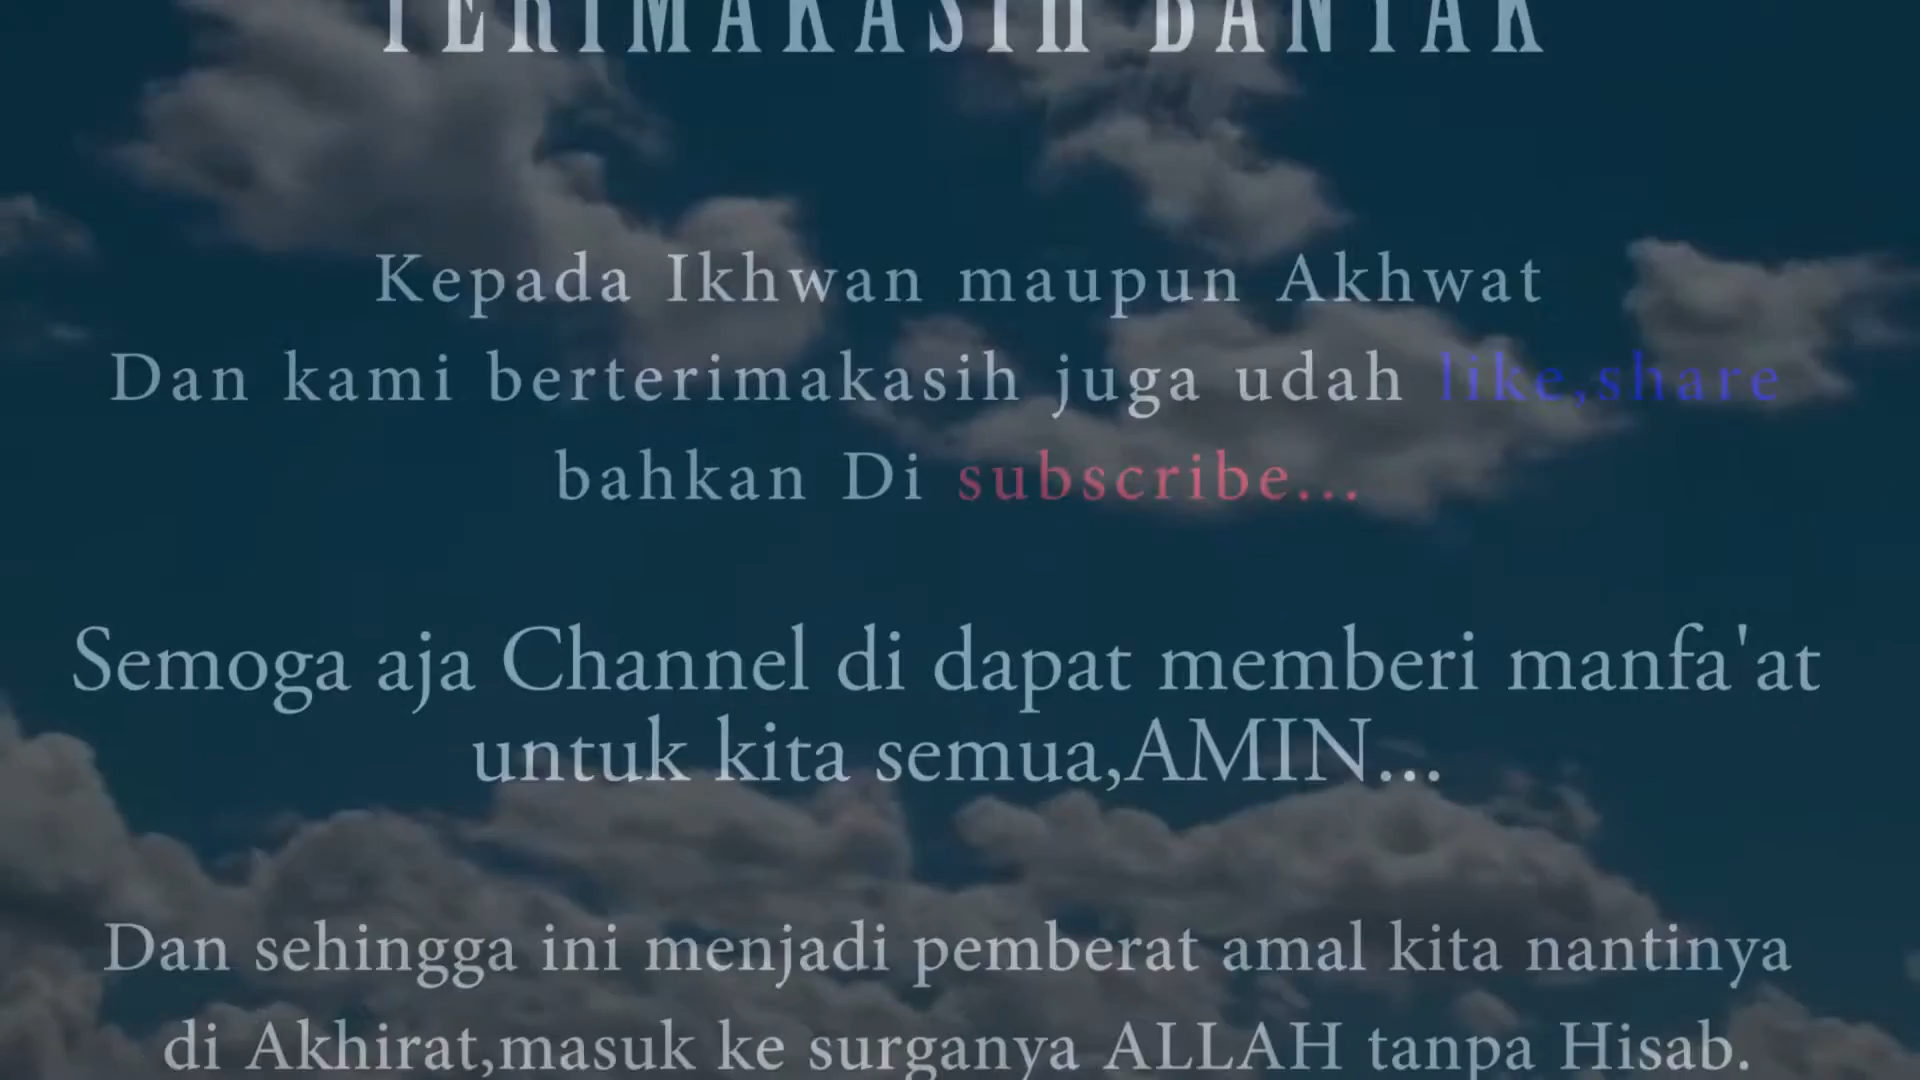 TERIMAKASIH BANYAK
Kepada Ikhwan maupun Akhwat
Dan kami berterimakasih juga udah like,share
bahkan Di subscribe...
Semoga aja Channel di dapat memberi manfa'at
untuk kita semua,AMIN...
Dan sehingga ini menjadi pemberat amal kita nantinya
di Akhirat,masuk ke surganya ALLAH tanpa Hisab.